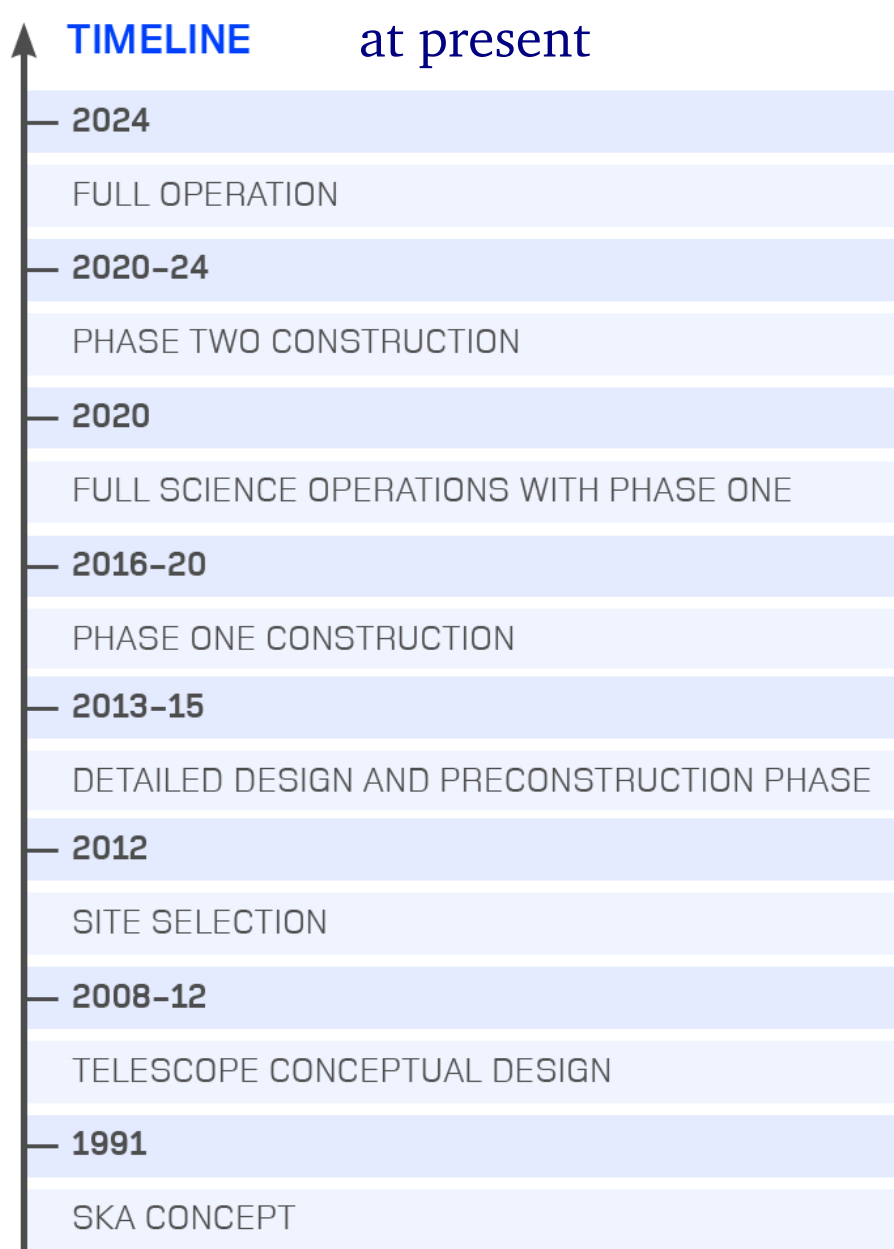 TIMELINE at present
2024
FULL OPERATION
2020–24
PHASE TWO CONSTRUCTION
2020
FULL SCIENCE OPERATIONS WITH PHASE ONE
2016–20
PHASE ONE CONSTRUCTION
2013–15
DETAILED DESIGN AND PRECONSTRUCTION PHASE
2012
SITE SELECTION
2008–12
TELESCOPE CONCEPTUAL DESIGN
1991
SKA CONCEPT